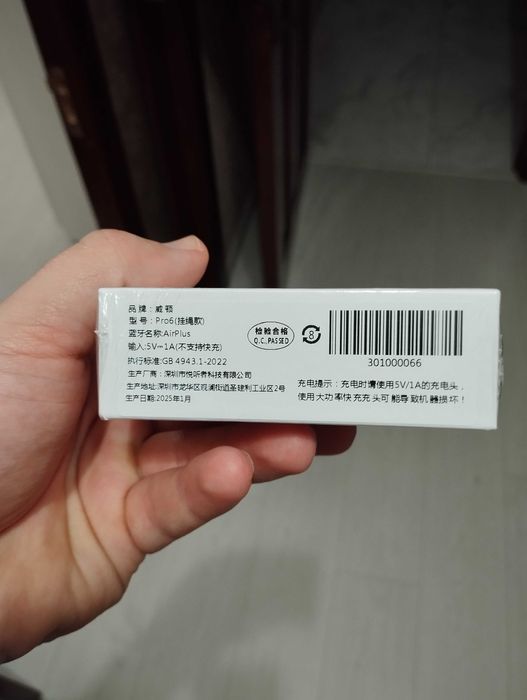 品牌：威顿
型号：Pro6(挂绳款)
蓝牙名称:AirPlus
输入:5V⎓1A(不支持快充)
执行标准:GB 4943.1-2022
生产厂商：深圳市悦听者科技有限公司
生产地址:深圳市龙华区观澜街道圣建利工业区2号
生产日期:2025年1月
检验合格
Q.C.PASSED
8
301000066
充电提示：充电时请使用5V/1A的充电头，
使用大功率快充充头可能导致机器损坏！